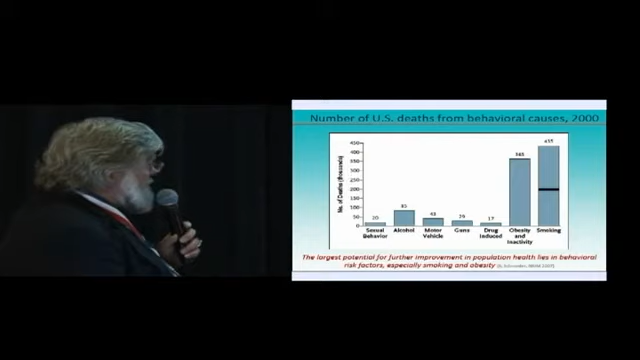 Number of U.S. deaths from behavioral causes, 2000
No. of Deaths (thousands)
450
400
350
300
250
200
150
100
50
0
20
85
43
29
17
365
435
Sexual Behavior
Alcohol
Motor Vehicle
Guns
Drug Induced
Obesity and Inactivity
Smoking
The largest potential for further improvement in population health lies in behavioral
risk factors, especially smoking and obesity (S. Schroeder, NEJM 2007)